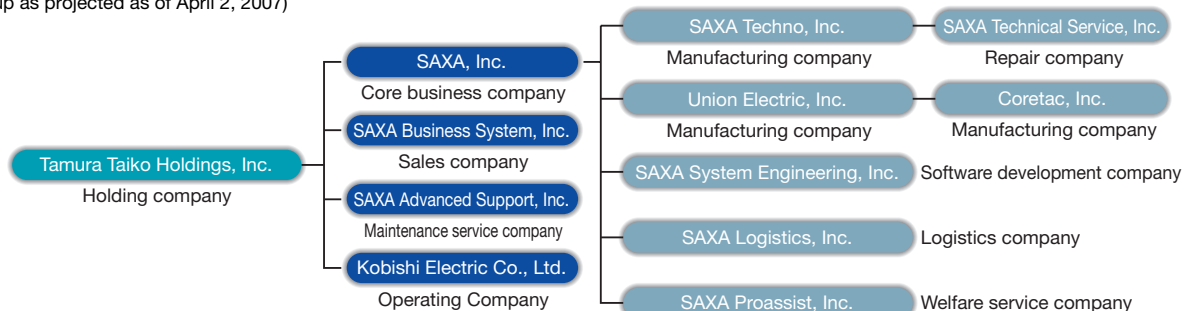 up as projected as of April 2, 2007)
SAXA Techno, Inc.
SAXA Technical Service, Inc.
Manufacturing company
Repair company
SAXA, Inc.
Core business company
Union Electric, Inc.
Coretac, Inc.
Manufacturing company
Manufacturing company
SAXA Business System, Inc.
Sales company
Tamura Taiko Holdings, Inc.
Holding company
SAXA System Engineering, Inc.
Software development company
SAXA Advanced Support, Inc.
Maintenance service company
SAXA Logistics, Inc.
Logistics company
Kobishi Electric Co., Ltd.
Operating Company
SAXA Proassist, Inc.
Welfare service company